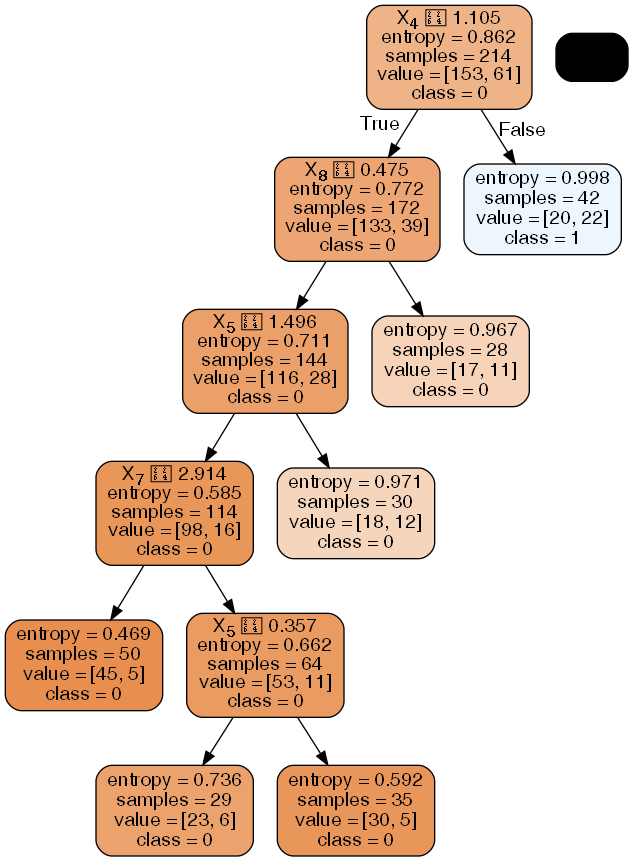 X₄ ≤ 1.105
entropy = 0.862
samples = 214
value = [153, 61]
class = 0
True
False
X₈ ≤ 0.475
entropy = 0.772
samples = 172
value = [133, 39]
class = 0
entropy = 0.998
samples = 42
value = [20, 22]
class = 1
X₅ ≤ 1.496
entropy = 0.711
samples = 144
value = [116, 28]
class = 0
entropy = 0.967
samples = 28
value = [17, 11]
class = 0
X₇ ≤ 2.914
entropy = 0.585
samples = 114
value = [98, 16]
class = 0
entropy = 0.971
samples = 30
value = [18, 12]
class = 0
entropy = 0.469
samples = 50
value = [45, 5]
class = 0
X₅ ≤ 0.357
entropy = 0.662
samples = 64
value = [53, 11]
class = 0
entropy = 0.736
samples = 29
value = [23, 6]
class = 0
entropy = 0.592
samples = 35
value = [30, 5]
class = 0